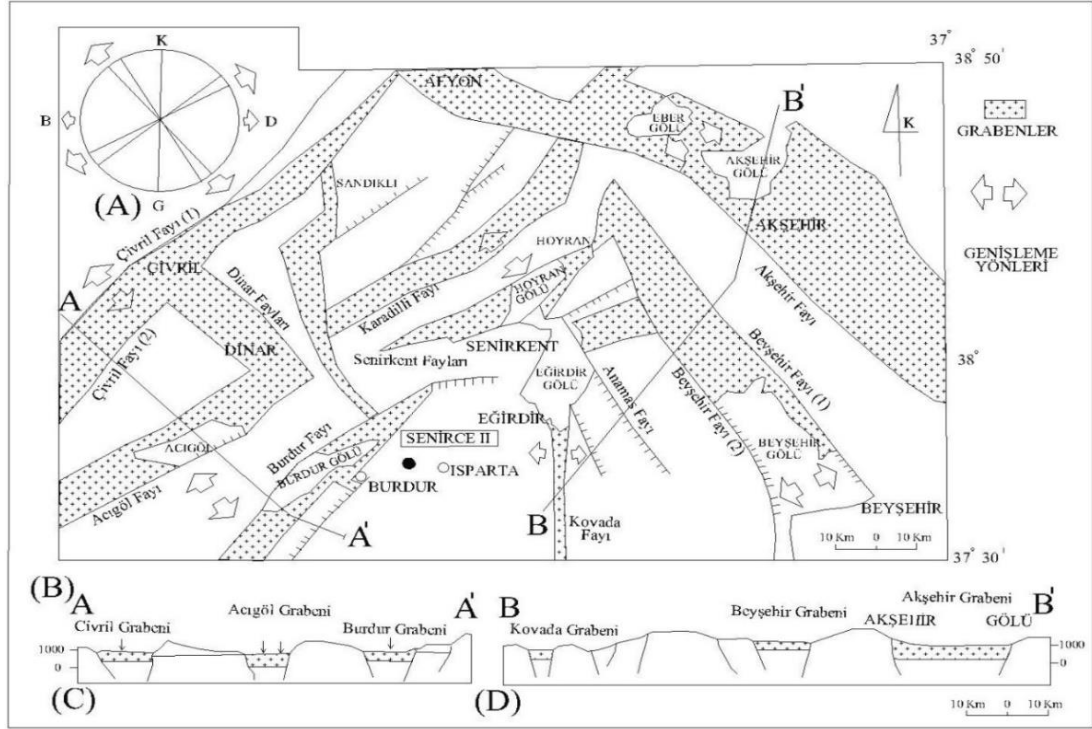 K
B
D
G
(A)
37°
38° 50'
AFYON
B'
EBER
GÖLÜ
K
GRABENLER
AKŞEHİR
GÖLÜ
SANDIKLI
Çivril Fayı (1)
AKŞEHİR
GENİŞLEME
YÖNLERİ
HOYRAN
ÇİVRİL
A
Dinar Fayları
Karadilli Fayı
HOYRAN
GÖLÜ
Akşehir Fayı
Çivril Fayı (2)
DİNAR
Senirkent Fayları
SENİRKENT
38°
EĞİRDİR
GÖLÜ
Anamas Fayı
Beyşehir Fayı (1)
Beyşehir Fayı (2)
EĞİRDİR
SENİRCE II
ACIGÖL
Burdur Fayı
BURDUR GÖLÜ
ISPARTA
BURDUR
BEYŞEHİR
GÖLÜ
Acıgöl Fayı
A'
B
Kovada
Fayı
BEYŞEHİR
10 Km 0 10 Km
37° 30'
(B)
A
A'
Civril Grabeni
Acıgöl Grabeni
Burdur Grabeni
1000
0
(C)
B
B'
Kovada Grabeni
Beyşehir Grabeni
Akşehir Grabeni
AKŞEHİR
GÖLÜ
1000
0
(D)
10 Km 0 10 Km